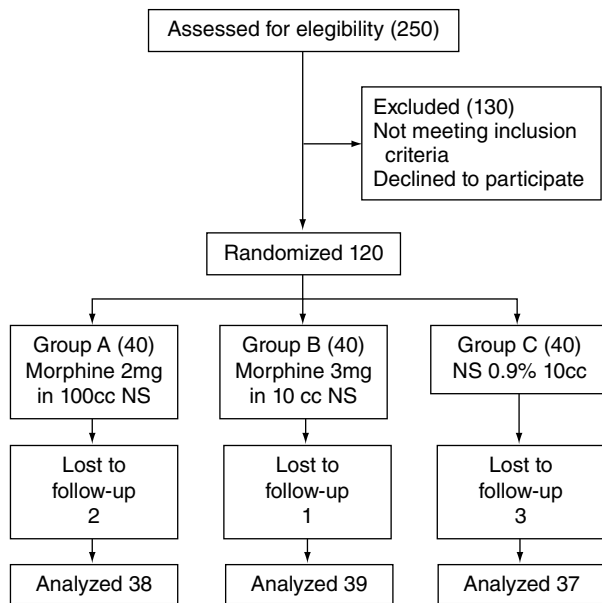 Assessed for elegibility (250)
Excluded (130)
Not meeting inclusion
criteria
Declined to participate
Randomized 120
Group A (40)
Morphine 2mg
in 100cc NS
Group B (40)
Morphine 3mg
in 10 cc NS
Group C (40)
NS 0.9% 10cc
Lost to
follow-up
2
Lost to
follow-up
1
Lost to
follow-up
3
Analyzed 38
Analyzed 39
Analyzed 37